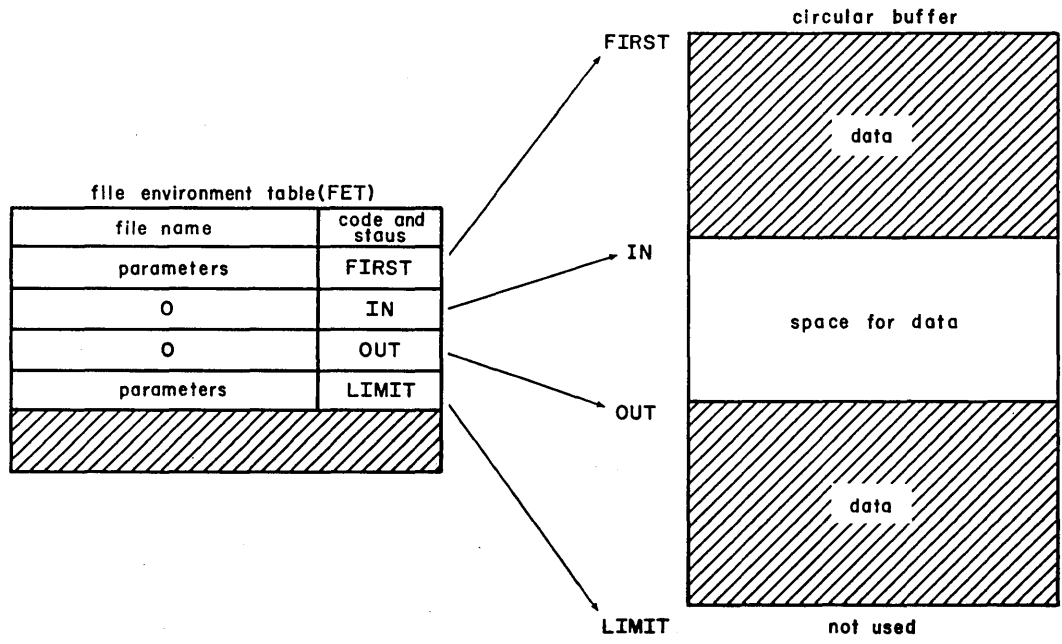 circular buffer
FIRST
data
file environment table(FET)
file name
code and
staus
parameters
FIRST
IN
O
IN
space for data
O
OUT
parameters
LIMIT
OUT
data
LIMIT
not used